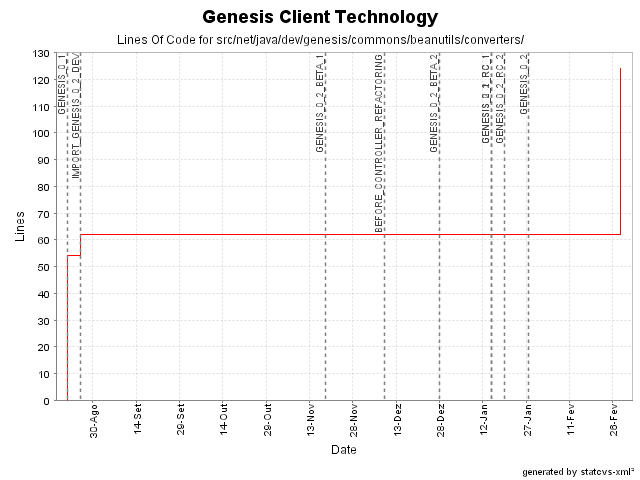 Genesis Client Technology
Lines Of Code for src/net/java/dev/genesis/commons/beanutils/converters/
130
120
110
100
90
80
70
60
50
40
30
20
10
0
Lines
GENESIS_0_1
IMPORT_GENESIS_0_2_DEV
GENESIS_0_2_BETA_1
BEFORE_CONTROLLER_REFACTORING
GENESIS_0_2_BETA_2
GENESIS_0_2_RC_2
GENESIS_0_2
30-Ago
14-Set
29-Set
14-Out
29-Out
13-Nov
28-Nov
13-Dez
28-Dez
12-Jan
27-Jan
11-Fev
26-Fev
Date
generated by statcvs-xml²